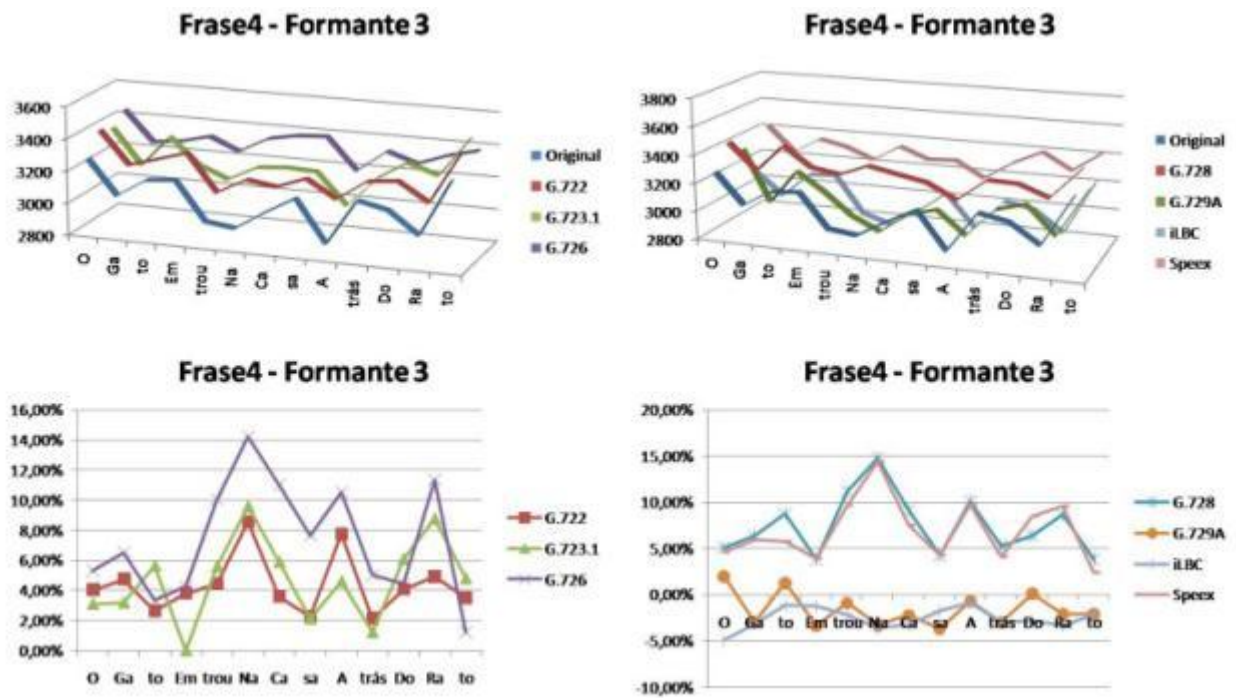 Frase4 - Formante 3
3600
3400
3200
3000
2800
O
Ga
to
Em
trou
Na
Ca
sa
A
trás
Do
Ra
to
Original
G.722
G.723.1
G.726
Frase4 - Formante 3
3800
3600
3400
3200
3000
2800
O
Ga
to
Em
trou
Na
Ca
sa
A
trás
Do
Ra
to
Original
G.728
G.729A
iLBC
Speex
Frase4 - Formante 3
16,00%
14,00%
12,00%
10,00%
8,00%
6,00%
4,00%
2,00%
0,00%
O Ga to Em trou Na Ca sa A trás Do Ra to
G.722
G.723.1
G.726
Frase4 - Formante 3
20,00%
15,00%
10,00%
5,00%
0,00%
-5,00%
-10,00%
O Ga to Em trou Na Ca sa A trás Do Ra to
G.728
G.729A
iLBC
Speex